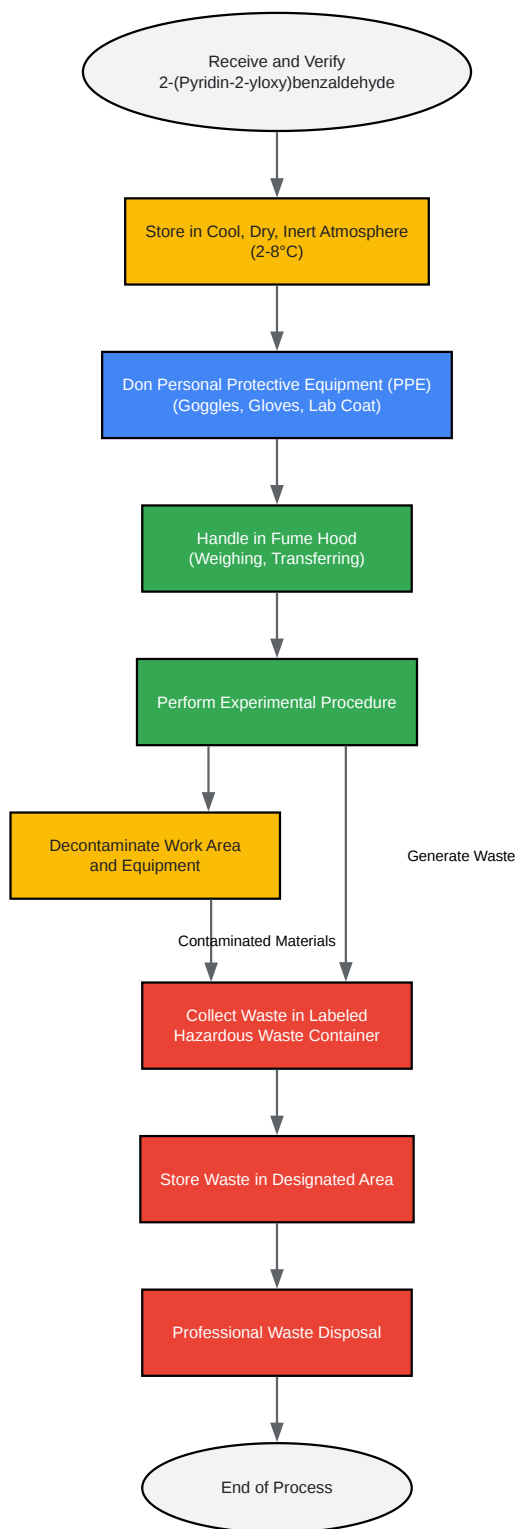 Receive and Verify
2-(Pyridin-2-yloxy)benzaldehyde
Store in Cool, Dry, Inert Atmosphere
(2-8°C)
Don Personal Protective Equipment (PPE)
(Goggles, Gloves, Lab Coat)
Handle in Fume Hood
(Weighing, Transferring)
Perform Experimental Procedure
Decontaminate Work Area
and Equipment
Generate Waste
Contaminated Materials
Collect Waste in Labeled
Hazardous Waste Container
Store Waste in Designated Area
Professional Waste Disposal
End of Process